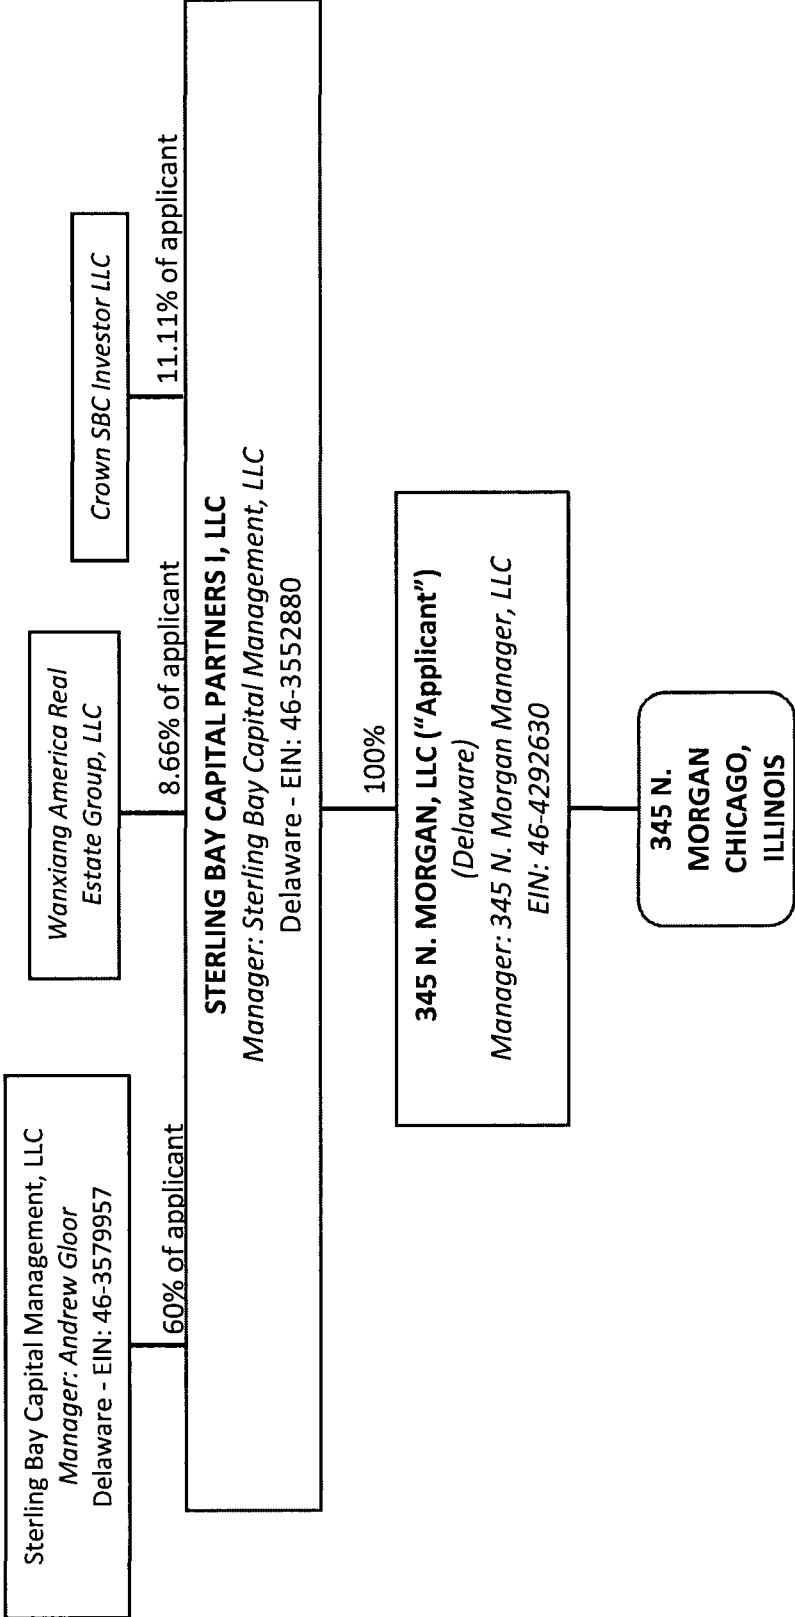 Sterling Bay Capital Management, LLC
Manager: Andrew Gloor
Delaware - EIN: 46-3579957
60% of applicant
Wanxiang America Real
Estate Group, LLC
8.66% of applicant
Crown SBC Investor LLC
11.11% of applicant
STERLING BAY CAPITAL PARTNERS I, LLC
Manager: Sterling Bay Capital Management, LLC
Delaware - EIN: 46-3552880
100%
345 N. MORGAN, LLC (“Applicant”)
(Delaware)
Manager: 345 N. Morgan Manager, LLC
EIN: 46-4292630
345 N.
MORGAN
CHICAGO,
ILLINOIS